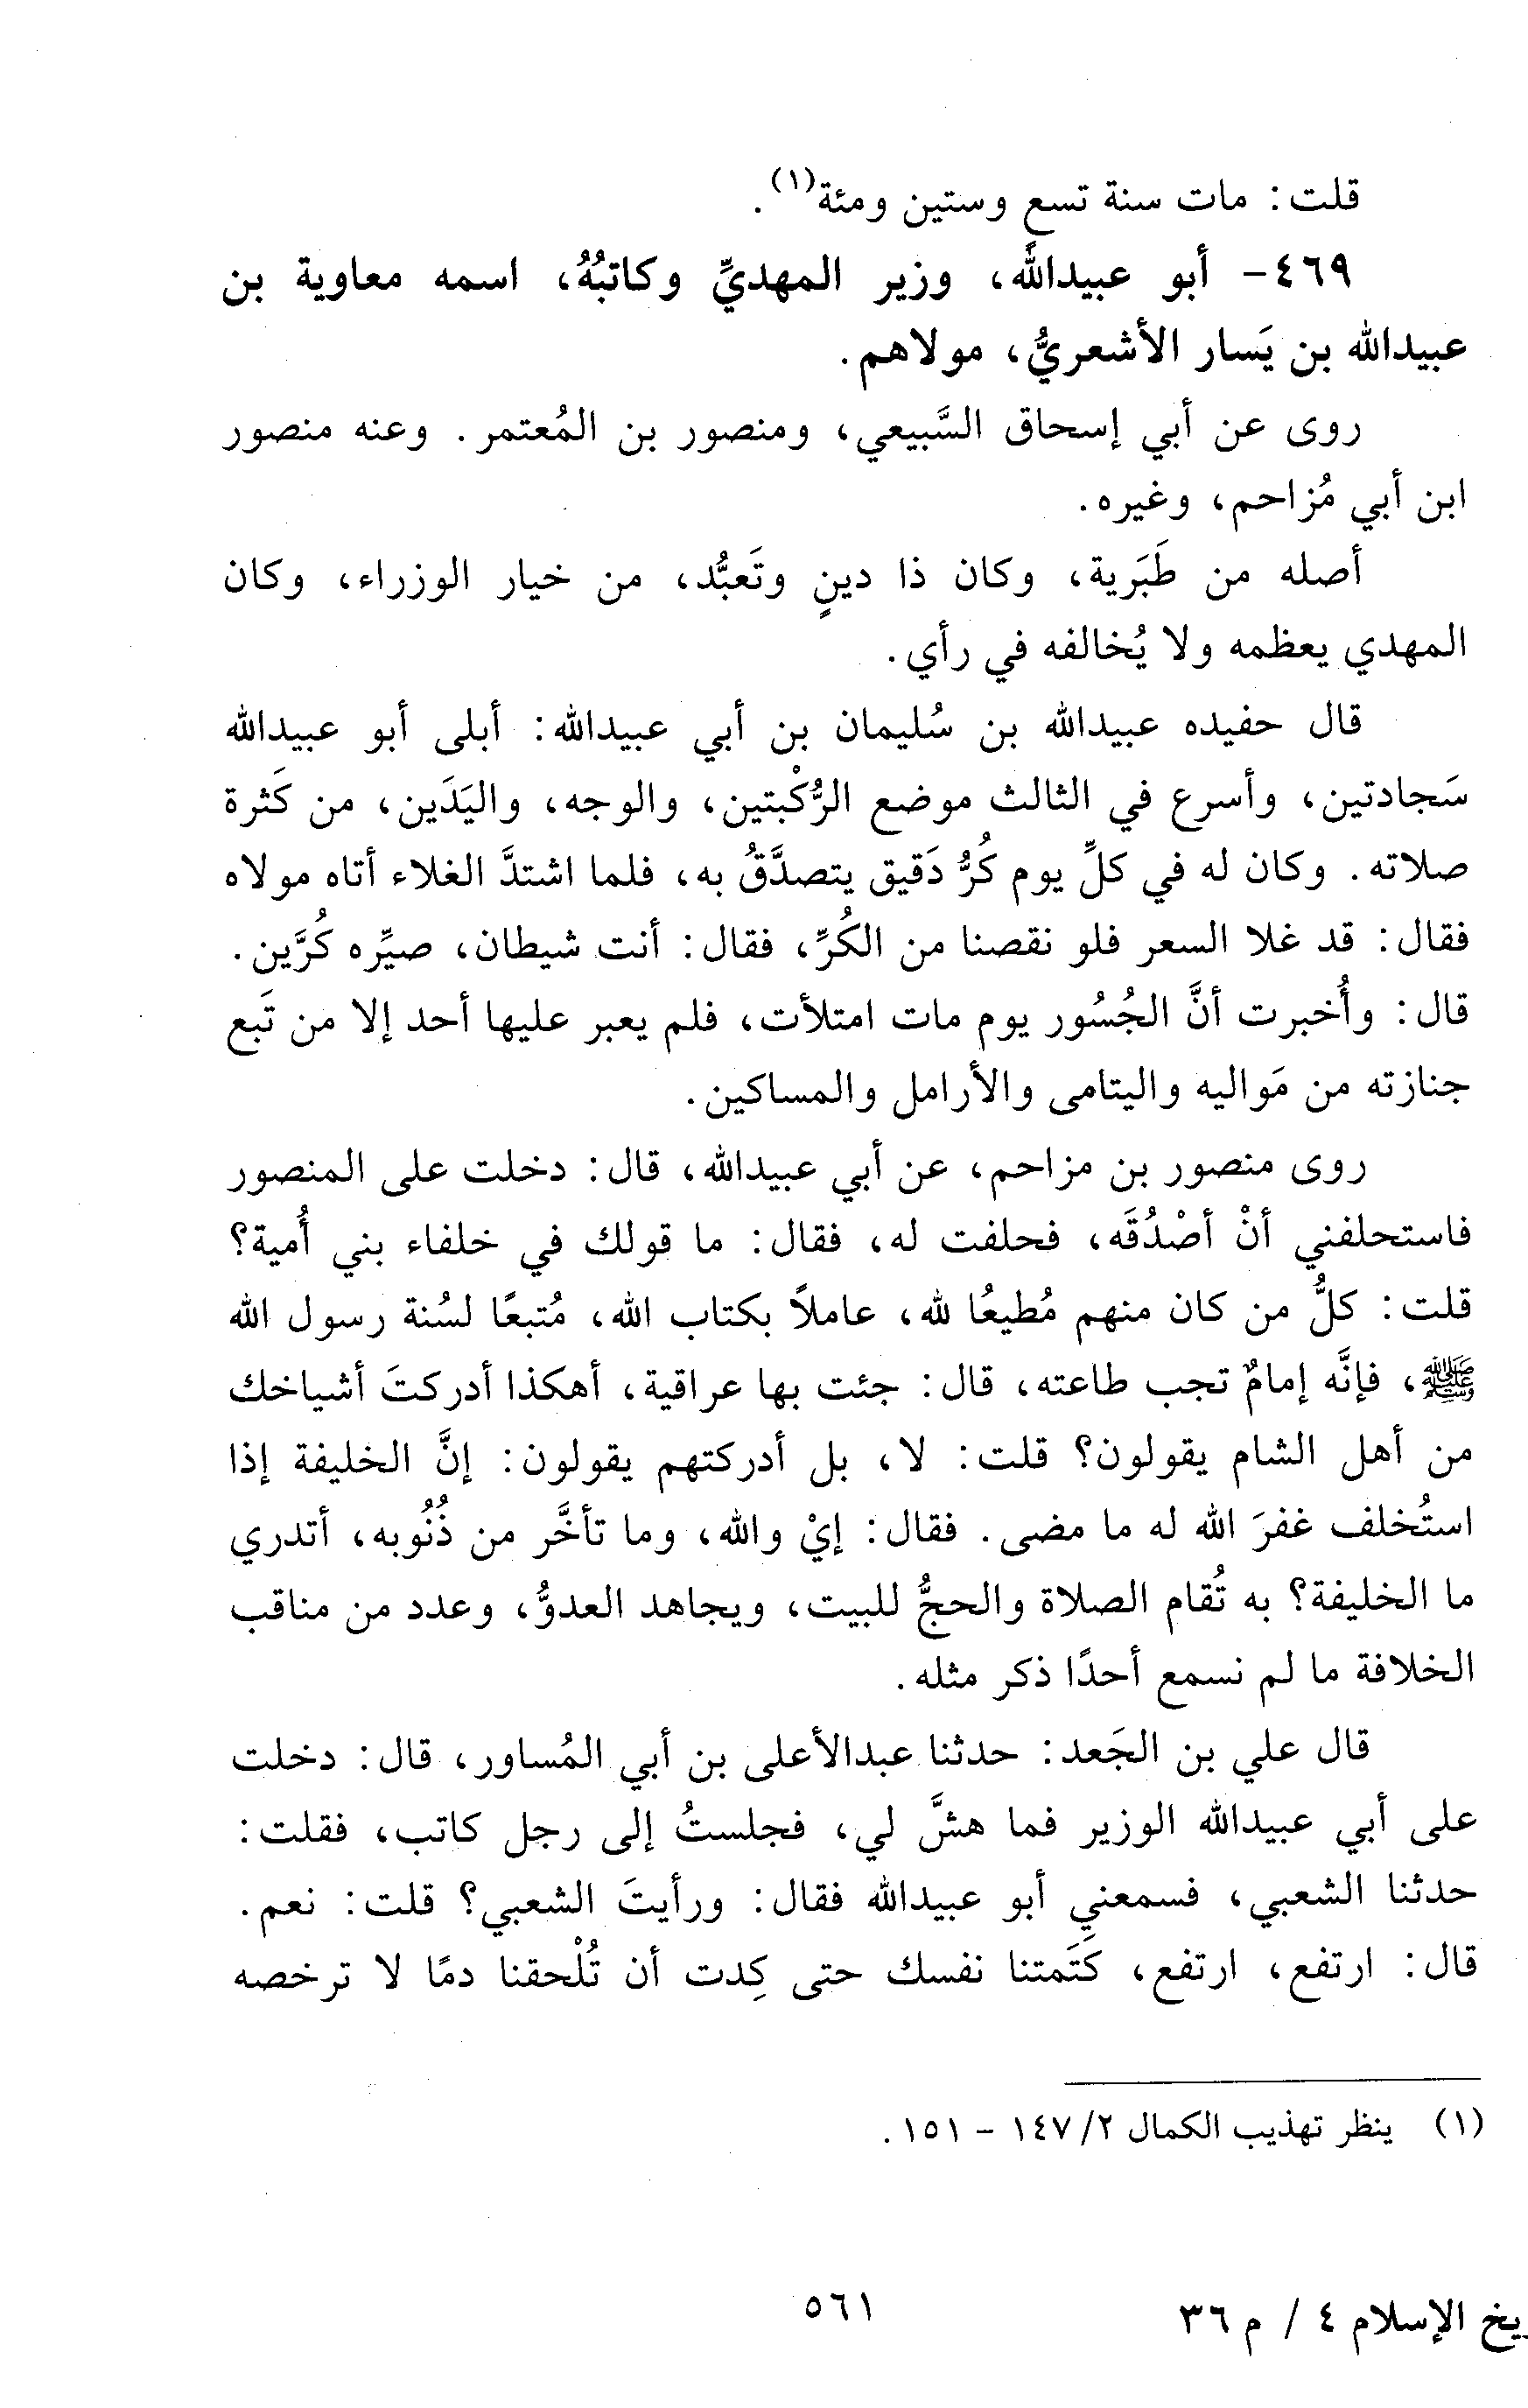 قلت: مات سنة تسعٍ وستين ومئة(١).
٤٦٩- أبو عبيدالله، وزير المهديِّ وكاتبُهُ، اسمه معاوية بن
عبيدالله بن يَسار الأشعريُّ، مولاهم.
روى عن أبي إسحاق السَّبيعي، ومنصور بن المُعتمر. وعنه منصور
ابن أبي مُزاحم، وغيره.
أصله من طَبَرية، وكان ذا دينٍ وتَعبُّد، من خيار الوزراء، وكان
المهدي يعظمه ولا يُخالفه في رأي.
قال حفيده عبيدالله بن سُليمان بن أبي عبيدالله: أبلى أبو عبيدالله
سَجادتين، وأسرع في الثالث موضع الرُّكْبتين، والوجه، واليَدَين، من كَثرة
صلاته. وكان له في كلِّ يوم كُرُّ دَقيق يتصدَّقُ به، فلما اشتدَّ الغلاء أتاه مولاه
فقال: قد غلا السعر فلو نقصنا من الكُرِّ، فقال: أنت شيطان، صيِّره كُرَّين.
قال: وأُخبرت أنَّ الجُسُور يوم مات امتلأت، فلم يعبر عليها أحد إلا من تَبع
جنازته من مَواليه واليتامى والأرامل والمساكين.
روى منصور بن مزاحم، عن أبي عبيدالله، قال: دخلت على المنصور
فاستحلفني أنْ أصْدُقَه، فحلفت له، فقال: ما قولك في خلفاء بني أُمية؟
قلت: كلُّ من كان منهم مُطيعُا لله، عاملاً بكتاب الله، مُتبعًا لسُنة رسول الله
ﷺ، فإنَّه إمامٌ تجب طاعته، قال: جئت بها عراقية، أهكذا أدركتَ أشياخك
من أهل الشام يقولون؟ قلت: لا، بل أدركتهم يقولون: إنَّ الخليفة إذا
استُخلف غفرَ الله له ما مضى. فقال: إيْ والله، وما تأخَّر من ذُنُوبه، أتدري
ما الخليفة؟ به تُقام الصلاة والحجُّ للبيت، ويجاهد العدوُّ، وعدد من مناقب
الخلافة ما لم نسمع أحدًا ذكر مثله.
قال علي بن الجَعد: حدثنا عبدالأعلى بن أبي المُساور، قال: دخلت
على أبي عبيدالله الوزير فما هشَّ لي، فجلستُ إلى رجل كاتب، فقلت:
حدثنا الشعبي، فسمعني أبو عبيدالله فقال: ورأيتَ الشعبي؟ قلت: نعم.
قال: ارتفع، ارتفع، كَتَمتنا نفسك حتى كِدت أن تُلْحقنا دمًا لا ترخصه
(١) ينظر تهذيب الكمال ٢/ ١٤٧ - ١٥١.
يخ الإسلام ٤ / م ٣٦
٥٦١